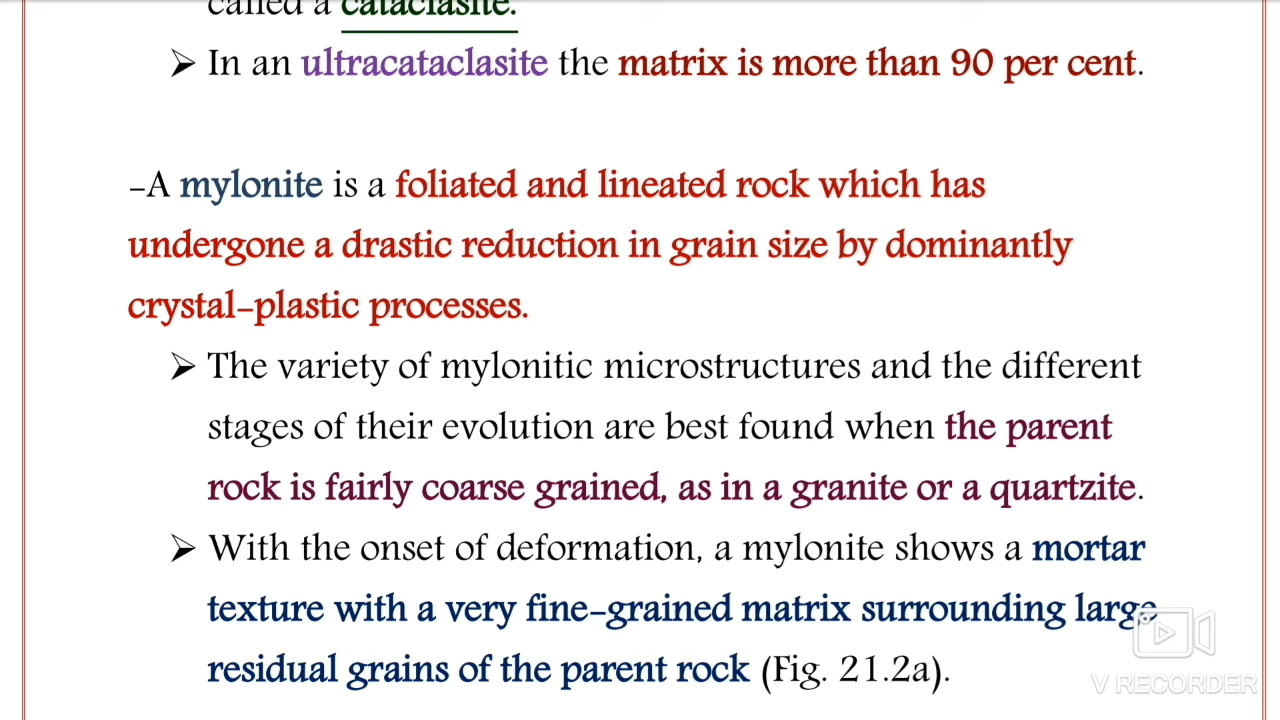 called a cataclasite.
➢ In an ultracataclasite the matrix is more than 90 per cent.
-A mylonite is a foliated and lineated rock which has
undergone a drastic reduction in grain size by dominantly
crystal-plastic processes.
➢ The variety of mylonitic microstructures and the different
stages of their evolution are best found when the parent
rock is fairly coarse grained, as in a granite or a quartzite.
➢ With the onset of deformation, a mylonite shows a mortar
texture with a very fine-grained matrix surrounding large
residual grains of the parent rock (Fig. 21.2a).
V RECORDER